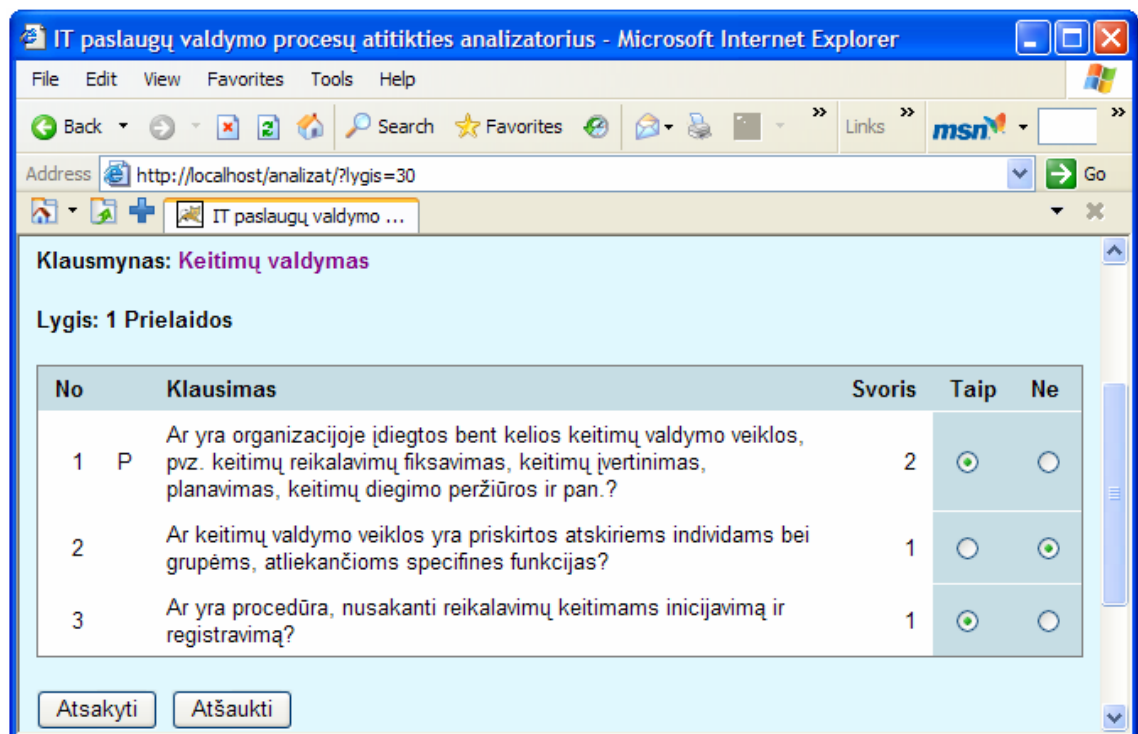 IT paslaugų valdymo procesų atitikties analizatorius - Microsoft Internet Explorer
File Edit View Favorites Tools Help
Back Search Favorites » Links » msn »
Address http://localhost/analizat/?lygis=30 Go
IT paslaugų valdymo ...
Klausmynas: Keitimų valdymas
Lygis: 1 Prielaidos
No Klausimas Svoris Taip Ne
Ar yra organizacijoje įdiegtos bent kelios keitimų valdymo veiklos,
1 P pvz. keitimų reikalavimų fiksavimas, keitimų įvertinimas, 2
planavimas, keitimų diegimo peržiūros ir pan.?
Ar keitimų valdymo veiklos yra priskirtos atskiriems individams bei
2 1
grupėms, atliekančioms specifines funkcijas?
Ar yra procedūra, nusakanti reikalavimų keitimams inicijavimą ir
3 1
registravimą?
Atsakyti Atšaukti